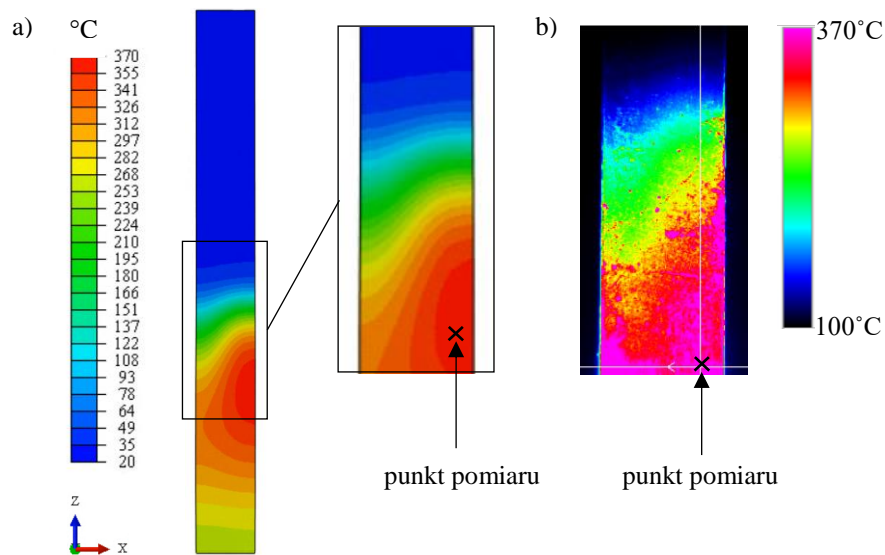 a)
°C
370
355
341
326
312
297
282
268
253
239
224
210
195
180
166
151
137
122
108
93
78
64
49
35
20
z
x
punkt pomiaru
b)
370°C
100°C
punkt pomiaru